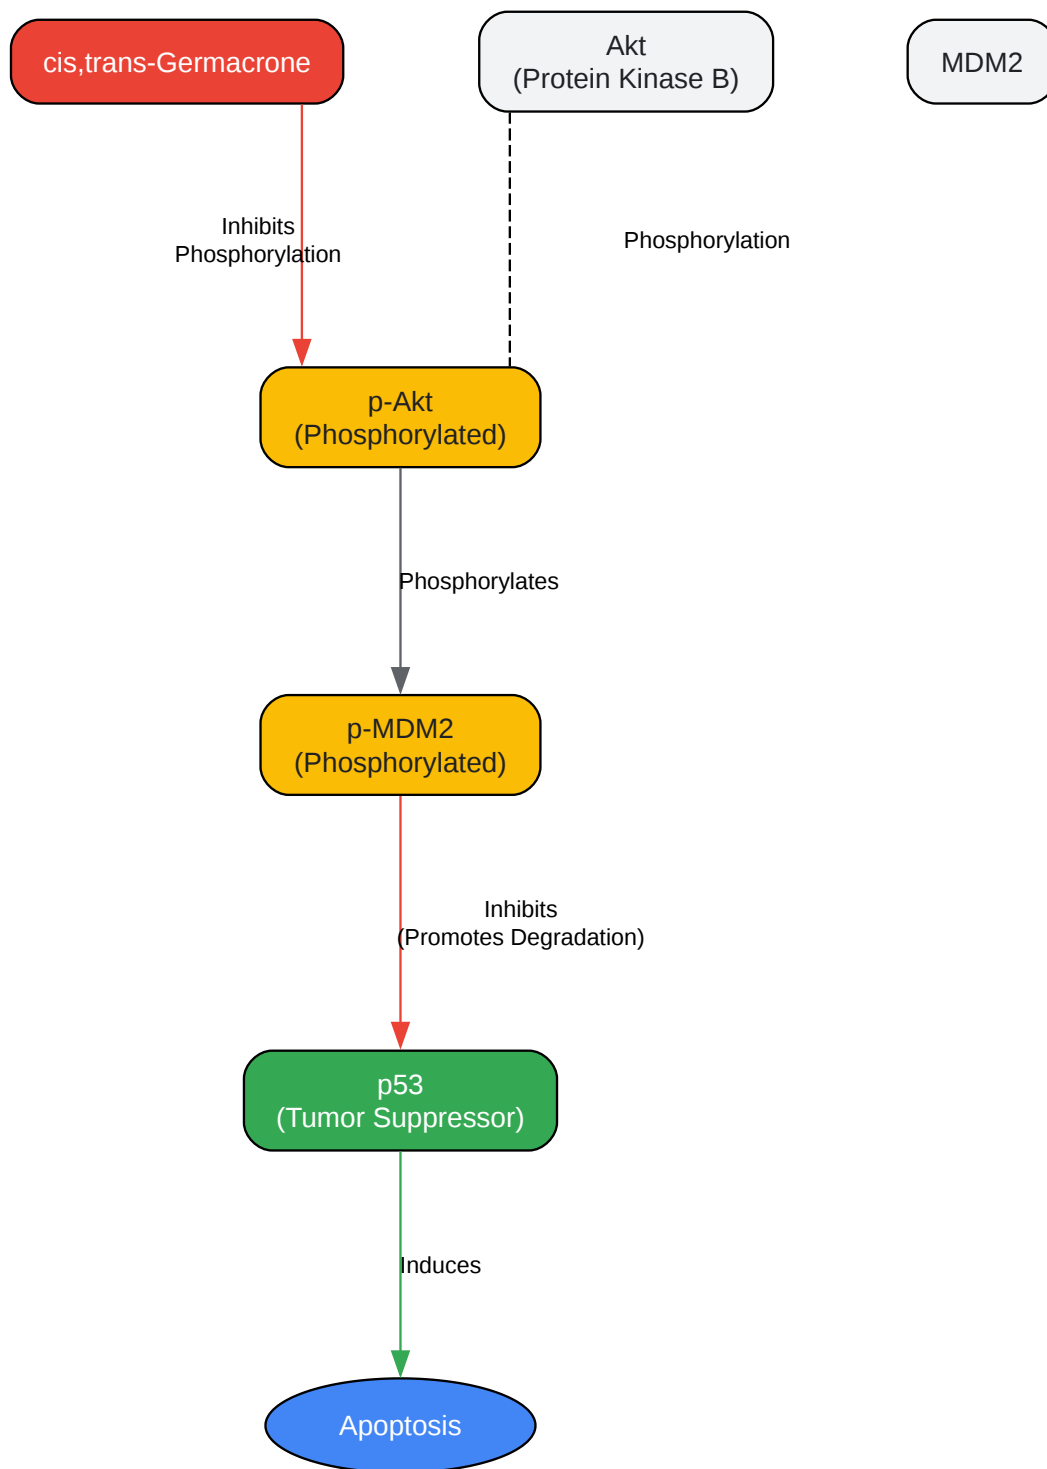 cis,trans-Germacrone
Akt
(Protein Kinase B)
MDM2
Inhibits
Phosphorylation
Phosphorylation
p-Akt
(Phosphorylated)
Phosphorylates
p-MDM2
(Phosphorylated)
Inhibits
(Promotes Degradation)
p53
(Tumor Suppressor)
Induces
Apoptosis